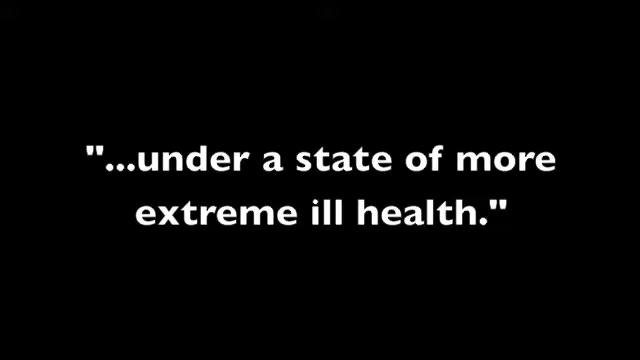 "...under a state of more
extreme ill health."